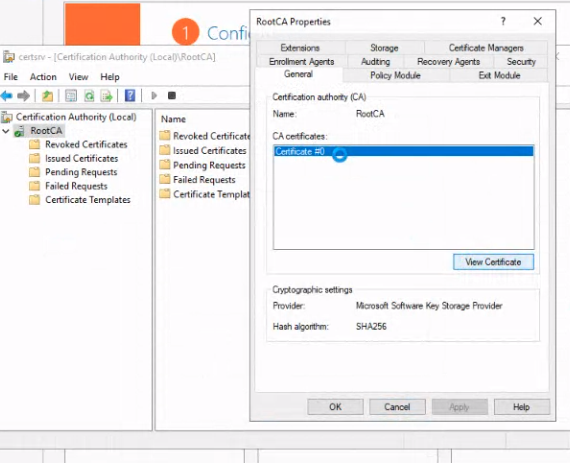 1 Confi
certsrv - [Certification Authority (Local)\RootCA]
File Action View Help
Certification Authority (Local)
RootCA
Revoked Certificates
Issued Certificates
Pending Requests
Failed Requests
Certificate Templates
Name
Revoked Certificate
Issued Certificates
Pending Requests
Failed Requests
Certificate Templat
RootCA Properties
? X
Extensions Storage Certificate Managers
Enrollment Agents Auditing Recovery Agents Security
General Policy Module Exit Module
Certification authority (CA)
Name: RootCA
CA certificates:
Certificate #0
View Certificate
Cryptographic settings
Provider: Microsoft Software Key Storage Provider
Hash algorithm: SHA256
OK Cancel Apply Help